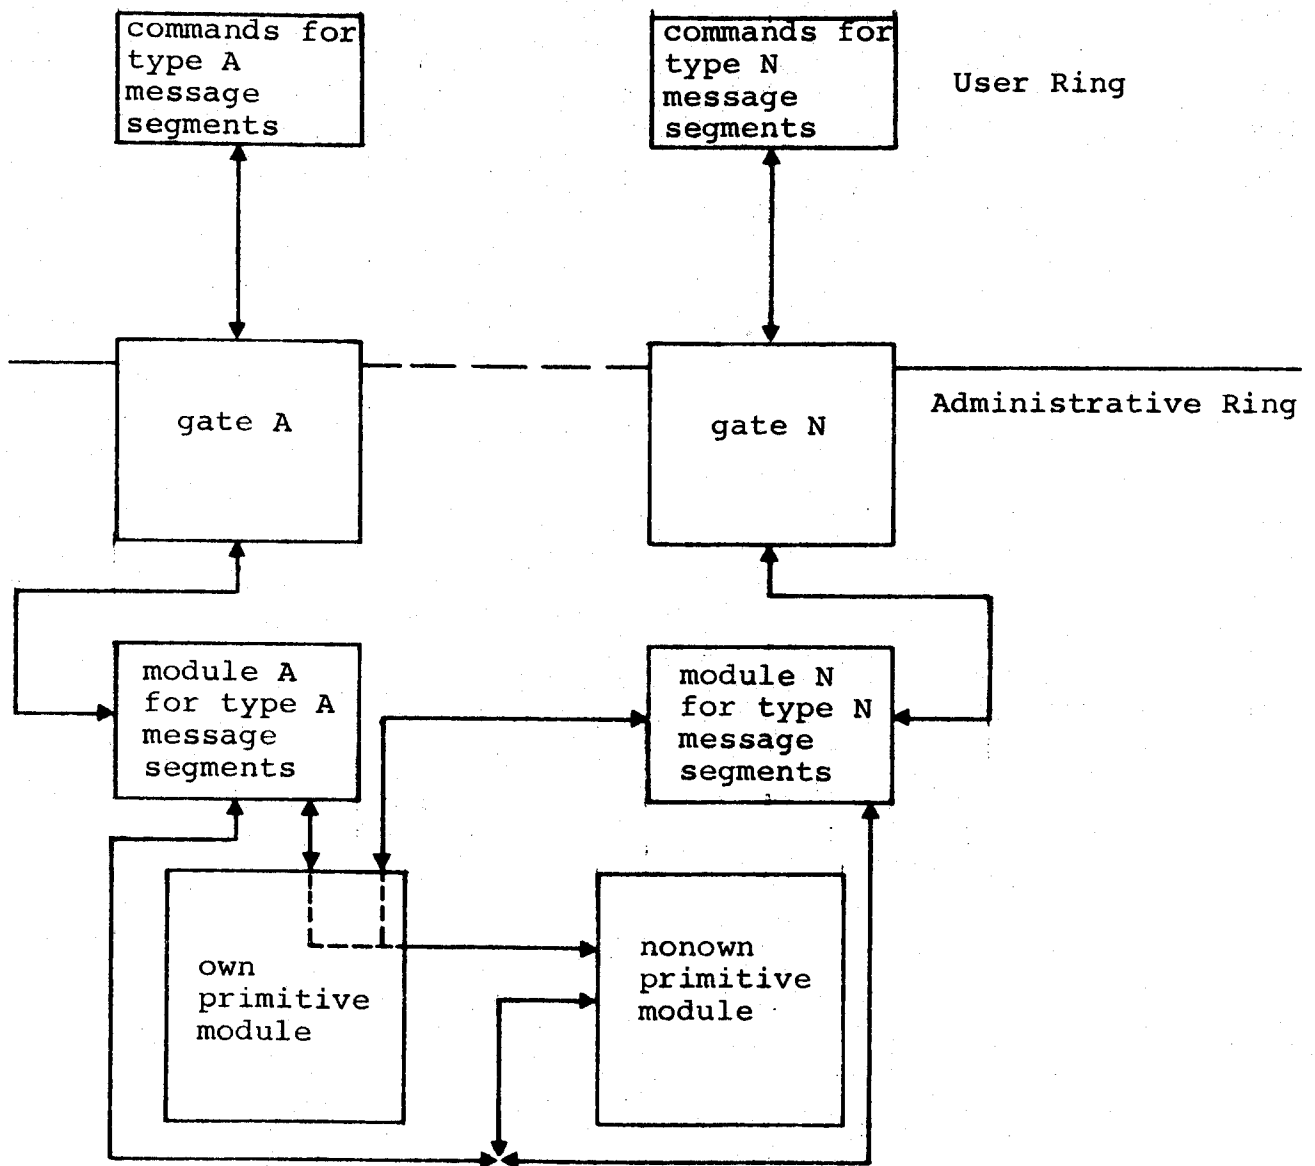 commands for
type A
message
segments
commands for
type N
message
segments
User Ring
gate A
gate N
Administrative Ring
module A
for type A
message
segments
module N
for type N
message
segments
own
primitive
module
nonown
primitive
module